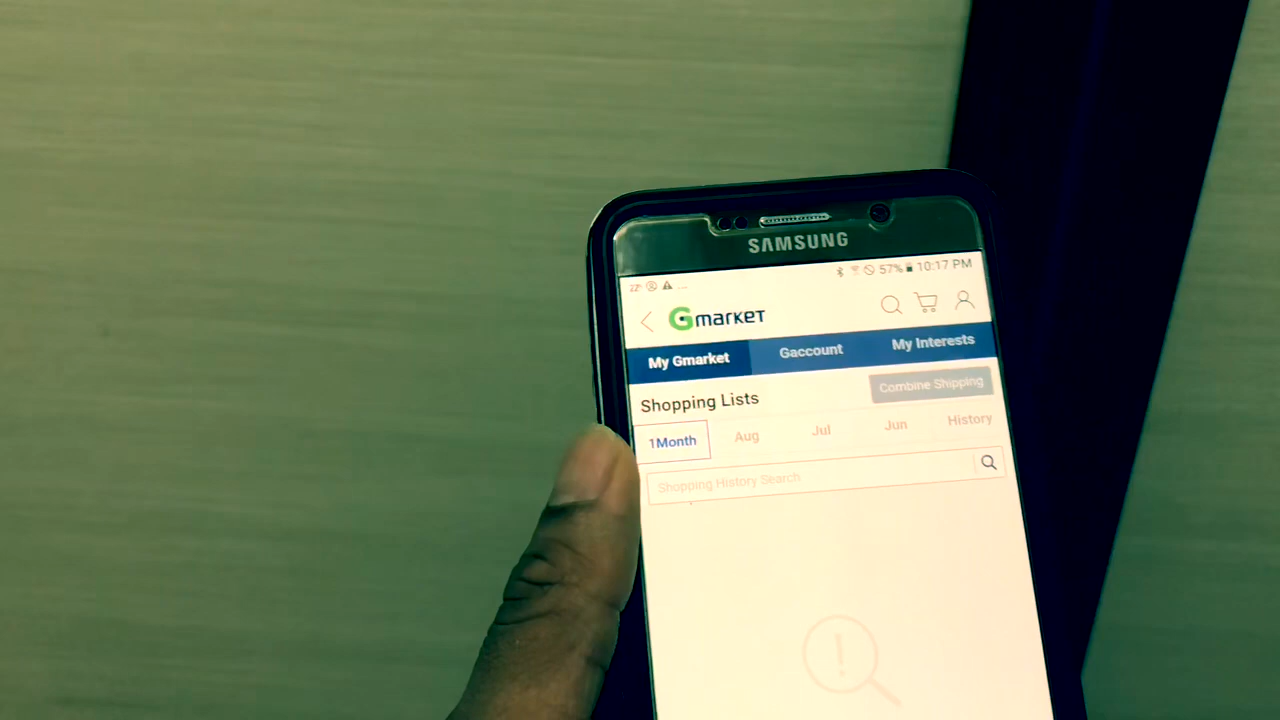 SAMSUNG
22° ... 57% 10:17 PM
Gmarket
My Gmarket Gaccount My Interests
Shopping Lists Combine Shipping
1Month Aug Jul Jun History
Shopping History Search